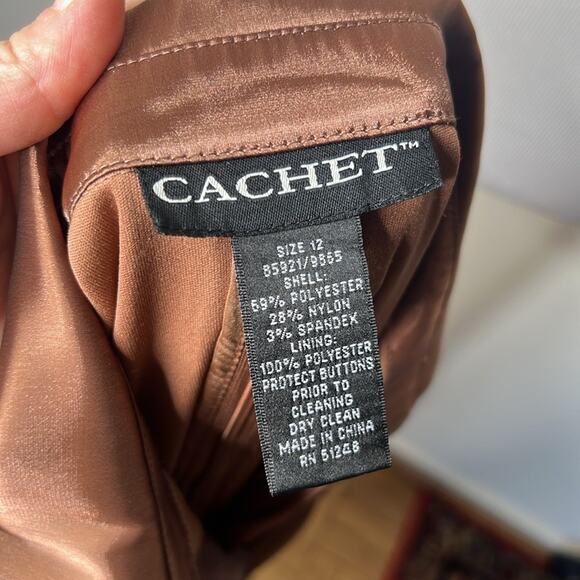 CACHET™
SIZE 12
85921/9865
SHELL:
69% POLYESTER
28% NYLON
3% SPANDEX
LINING:
100% POLYESTER
PROTECT BUTTONS
PRIOR TO
CLEANING
DRY CLEAN
MADE IN CHINA
RN 51248